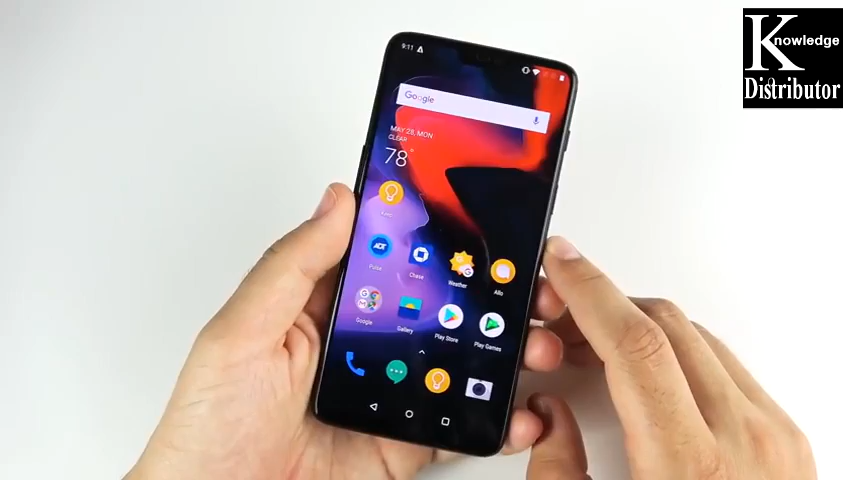 Knowledge
Distributor
9:11
Google
MAY 28, MON
CLEAR
78°
Keep
Pulse
Chase
Weather
Allo
Google
Gallery
Play Store
Play Games